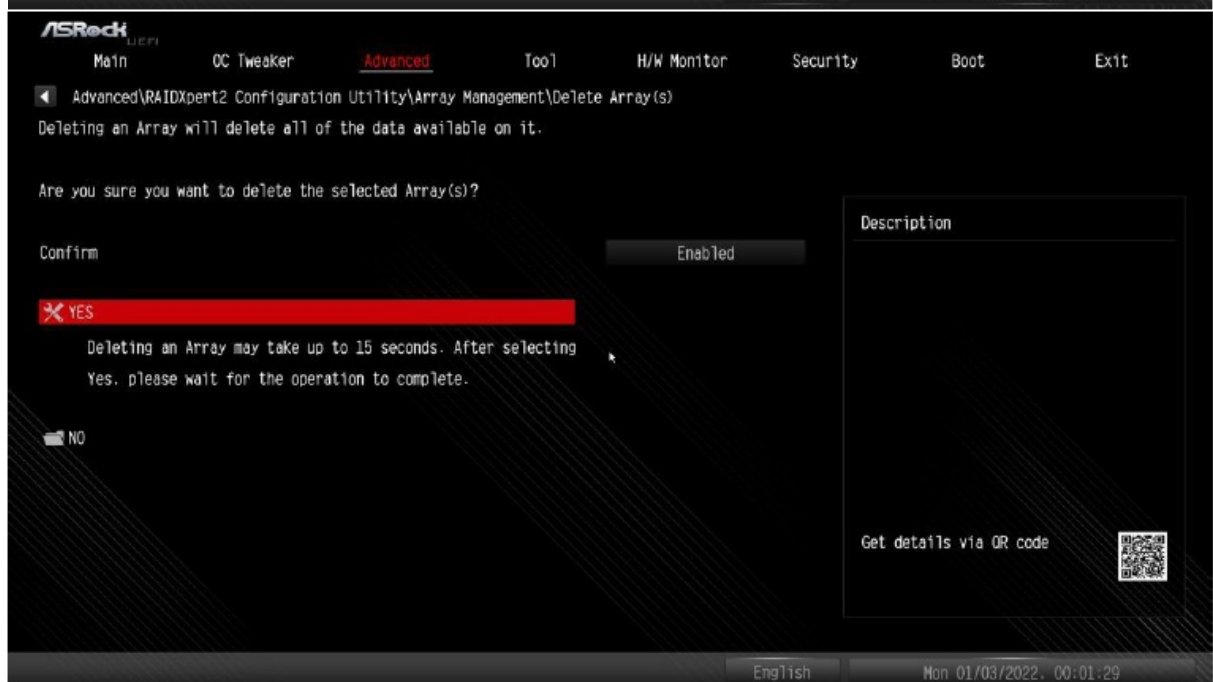 ASRock
UEFI
Main OC Tweaker Advanced Tool H/W Monitor Security Boot Exit
Advanced\RAIDXpert2 Configuration Utility\Array Management\Delete Array(s)
Deleting an Array will delete all of the data available on it.
Are you sure you want to delete the selected Array(s)?
Description
Confirm Enabled
YES
Deleting an Array may take up to 15 seconds. After selecting
Yes, please wait for the operation to complete.
NO
Get details via QR code
English Mon 01/03/2022, 00:01:29